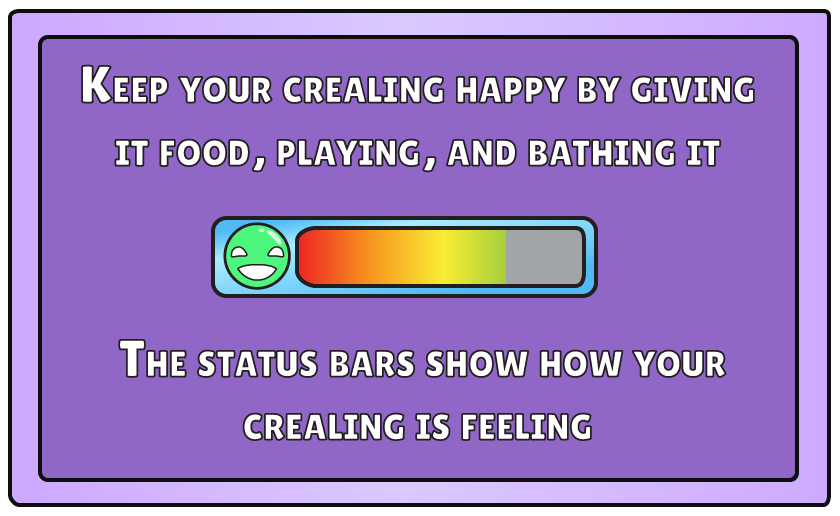 Keep your crealing happy by giving
it food, playing, and bathing it
The status bars show how your
crealing is feeling